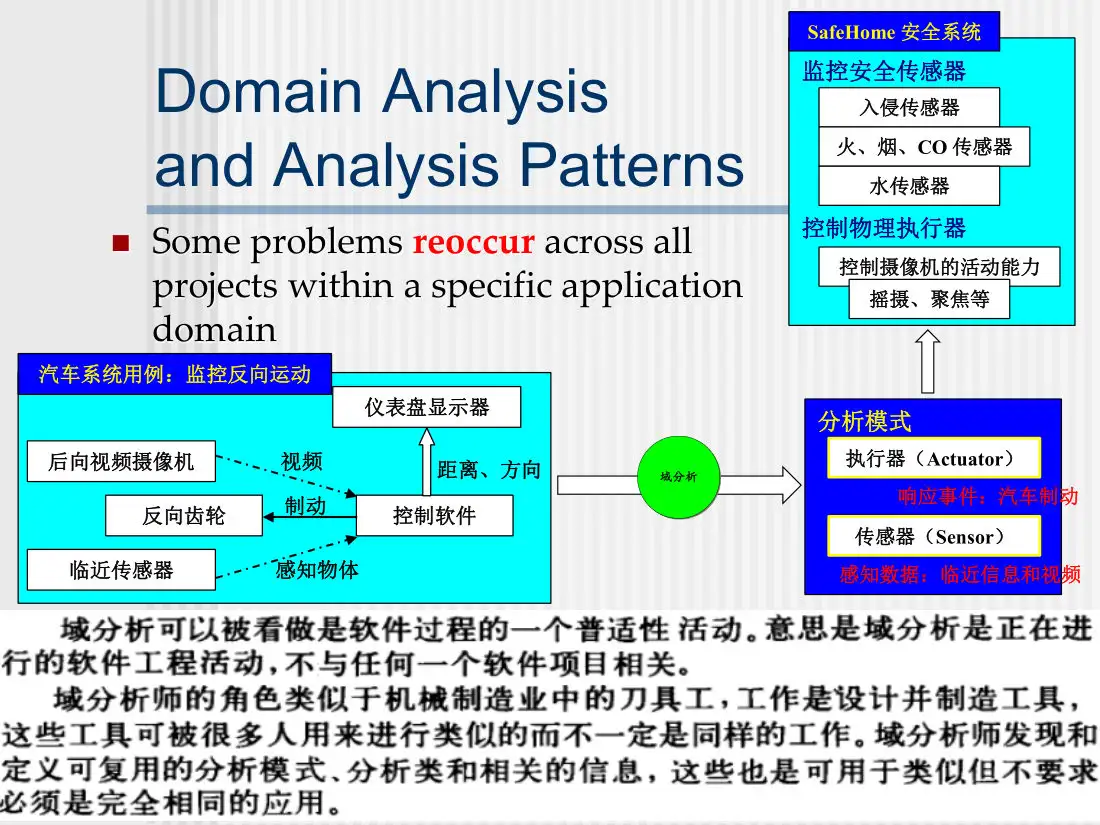 Domain Analysis
and Analysis Patterns
Some problems reoccur across all
projects within a specific application
domain
SafeHome 安全系统
监控安全传感器
入侵传感器
火、烟、CO 传感器
水传感器
控制物理执行器
控制摄像机的活动能力
摇摄、聚焦等
汽车系统用例：监控反向运动
仪表盘显示器
后向视频摄像机
视频
距离、方向
反向齿轮
制动
控制软件
临近传感器
感知物体
域分析
分析模式
执行器（Actuator）
响应事件：汽车制动
传感器（Sensor）
感知数据：临近信息和视频
域分析可以被看做是软件过程的一个普适性活动。意思是域分析是正在进
行的软件工程活动，不与任何一个软件项目相关。
域分析师的角色类似于机械制造业中的刀具工，工作是设计并制造工具，
这些工具可被很多人用来进行类似的而不一定是同样的工作。域分析师发现和
定义可复用的分析模式、分析类和相关的信息，这些也是可用于类似但不要求
必须是完全相同的应用。